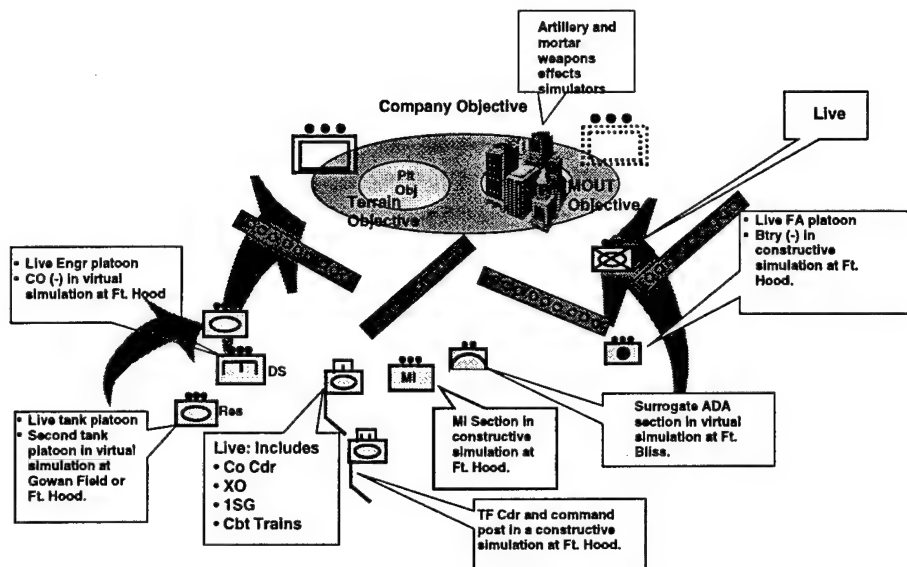 Artillery and
mortar
weapons
effects
simulators
Company Objective
Live
Plt
Obj
Terrain
Objective
MOUT
Objective
• Live FA platoon
• Btry (-) in
constructive
simulation at Ft.
Hood.
• Live Engr platoon
• CO (-) in virtual
simulation at Ft. Hood
DS
MI
Res
• Live tank platoon
• Second tank
platoon in virtual
simulation at
Gowan Field or
Ft. Hood.
Live: Includes
• Co Cdr
• XO
• 1SG
• Cbt Trains
MI Section in
constructive
simulation at
Ft. Hood.
Surrogate ADA
section in virtual
simulation at Ft.
Bliss.
TF Cdr and command
post in a constructive
simulation at Ft. Hood.